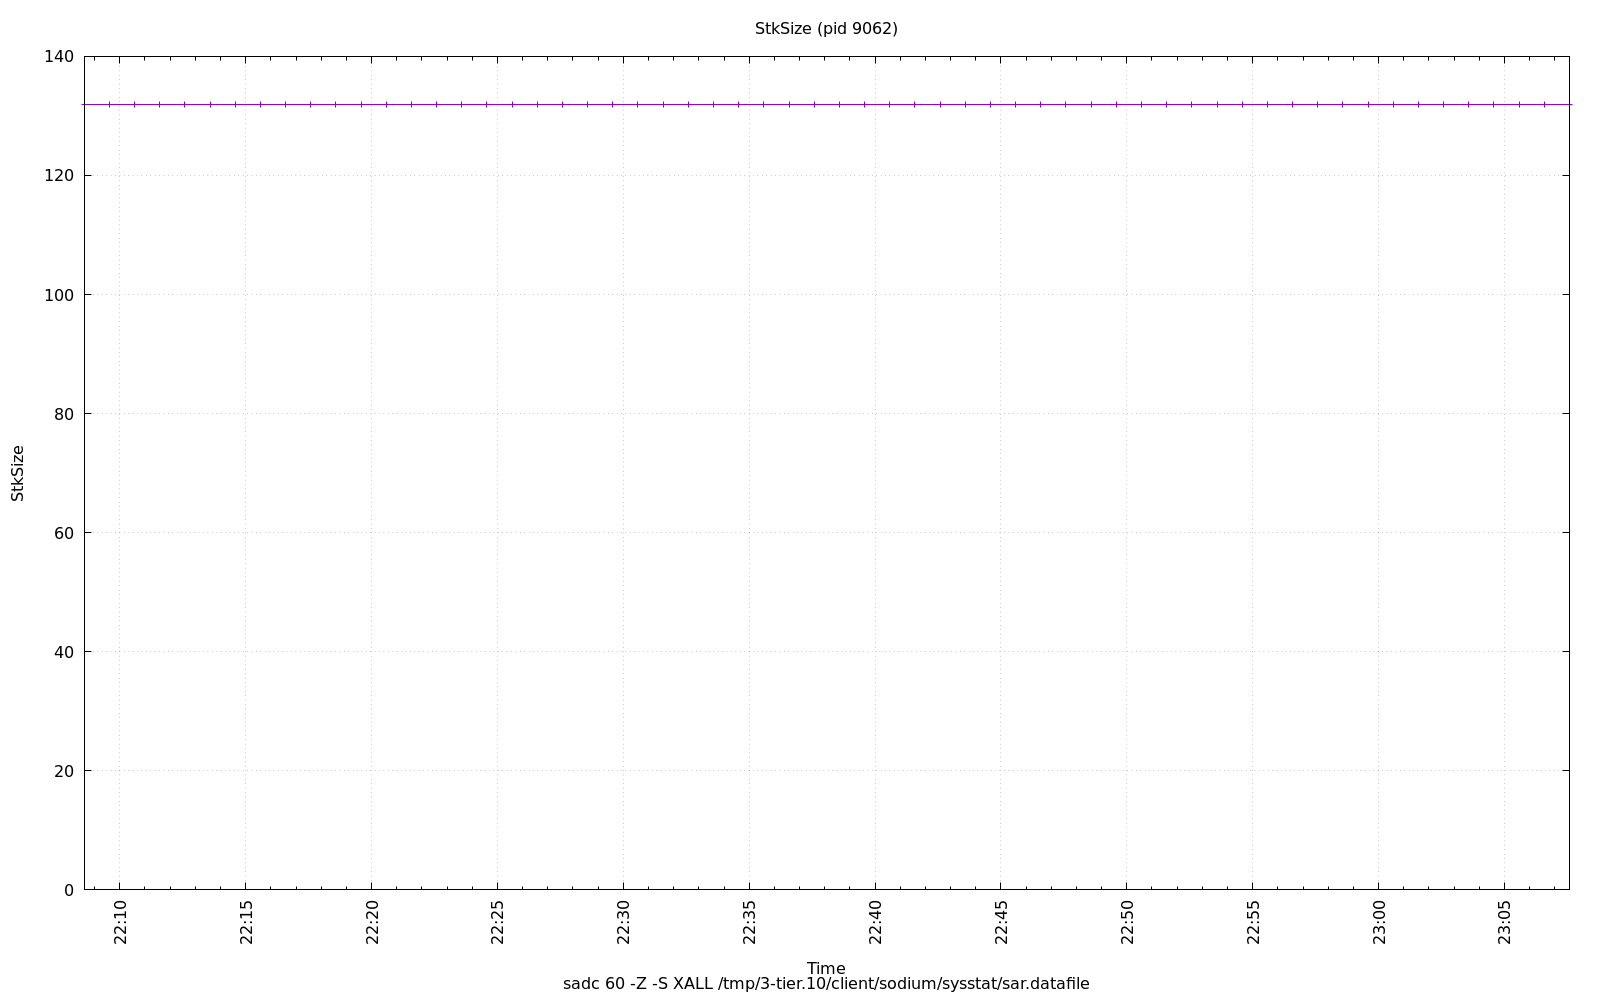 StkSize (pid 9062)
140
120
100
80
60
40
20
0
StkSize
22:10 22:15 22:20 22:25 22:30 22:35 22:40 22:45 22:50 22:55 23:00 23:05
Time
sadc 60 -Z -S XALL /tmp/3-tier.10/client/sodium/sysstat/sar.datafile